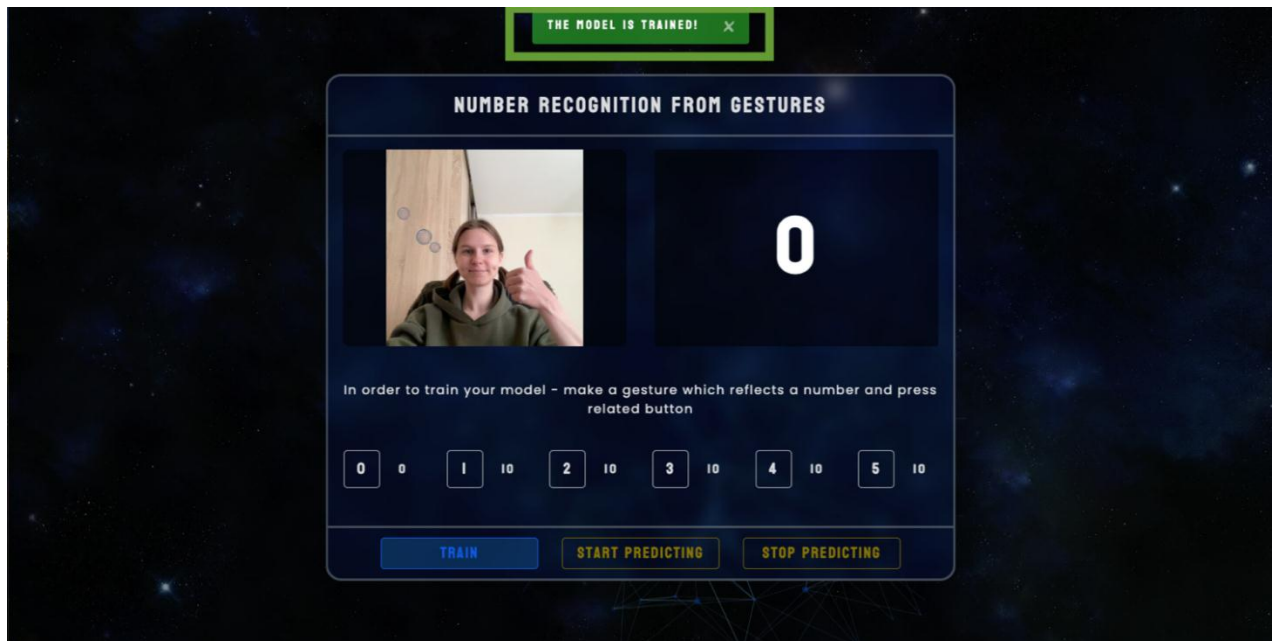 THE MODEL IS TRAINED! X
NUMBER RECOGNITION FROM GESTURES
0
In order to train your model - make a gesture which reflects a number and press
related button
0 0 1 10 2 10 3 10 4 10 5 10
TRAIN START PREDICTING STOP PREDICTING